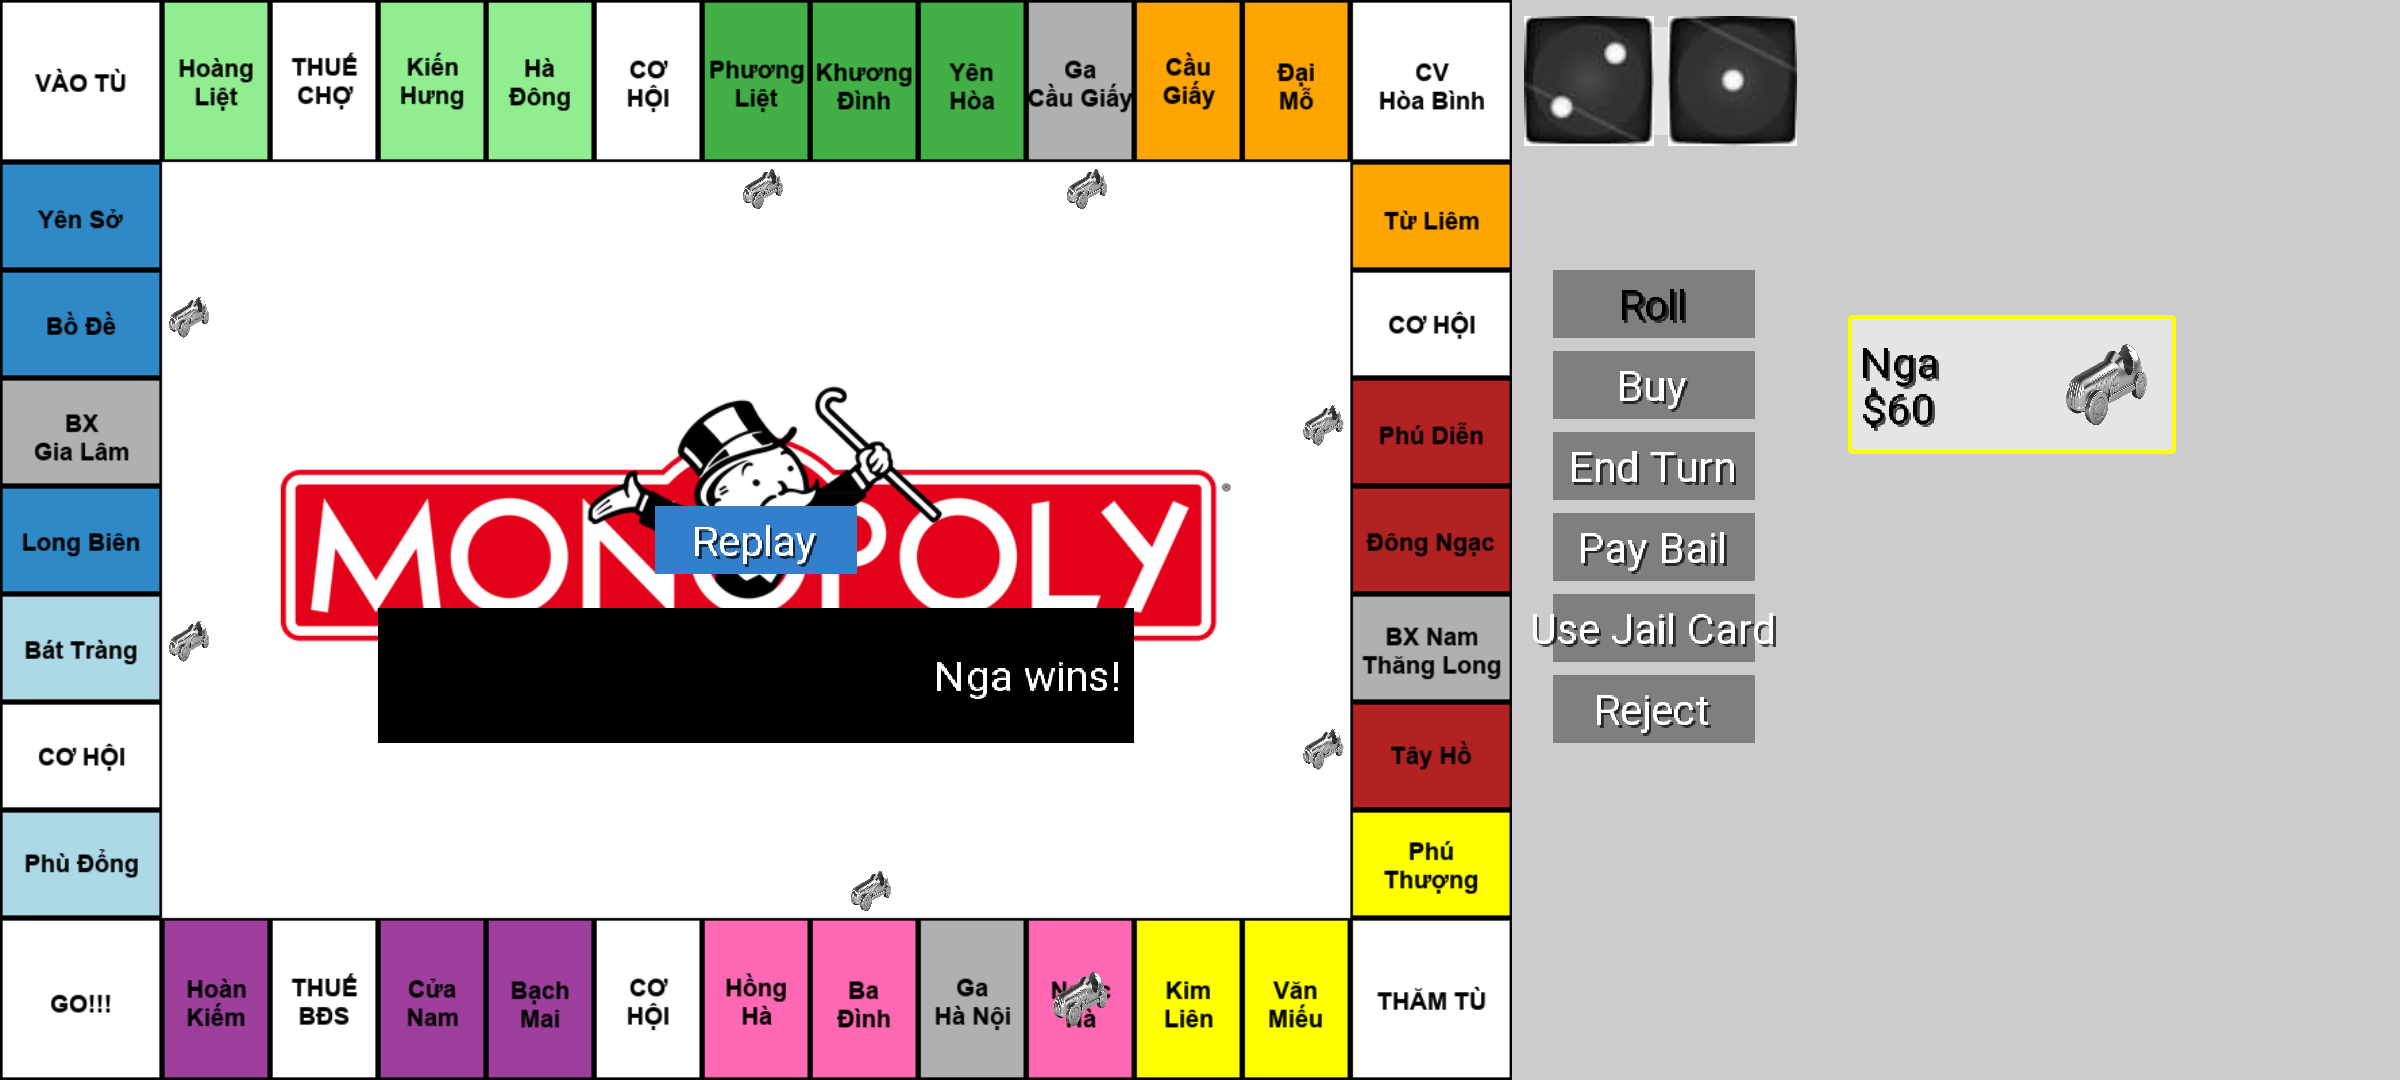 VÀO TÙ
Hoàng
Liệt
THUẾ
CHỢ
Kiến
Hưng
Hà
Đông
CƠ
HỘI
Phương
Liệt
Khương
Đình
Yên
Hòa
Ga
Cầu Giấy
Cầu
Giấy
Đại
Mỗ
CV
Hòa Bình
Yên Sở
Bồ Đề
BX
Gia Lâm
Long Biên
Bát Tràng
CƠ HỘI
Phù Đổng
MONOPOLY
®
Replay
Nga wins!
Từ Liêm
CƠ HỘI
Phú Diễn
Đông Ngạc
BX Nam
Thăng Long
Tây Hồ
Phú
Thượng
GO!!!
Hoàn
Kiếm
THUẾ
BĐS
Cửa
Nam
Bạch
Mai
CƠ
HỘI
Hồng
Hà
Ba
Đình
Ga
Hà Nội
Kim
Liên
Văn
Miếu
THĂM TÙ
Roll
Buy
End Turn
Pay Bail
Use Jail Card
Reject
Nga
$60